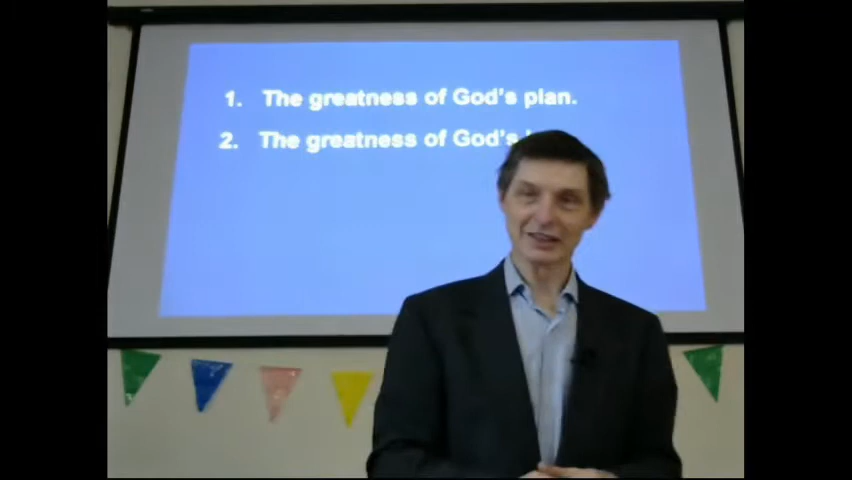 1. The greatness of God's plan.
2. The greatness of God's